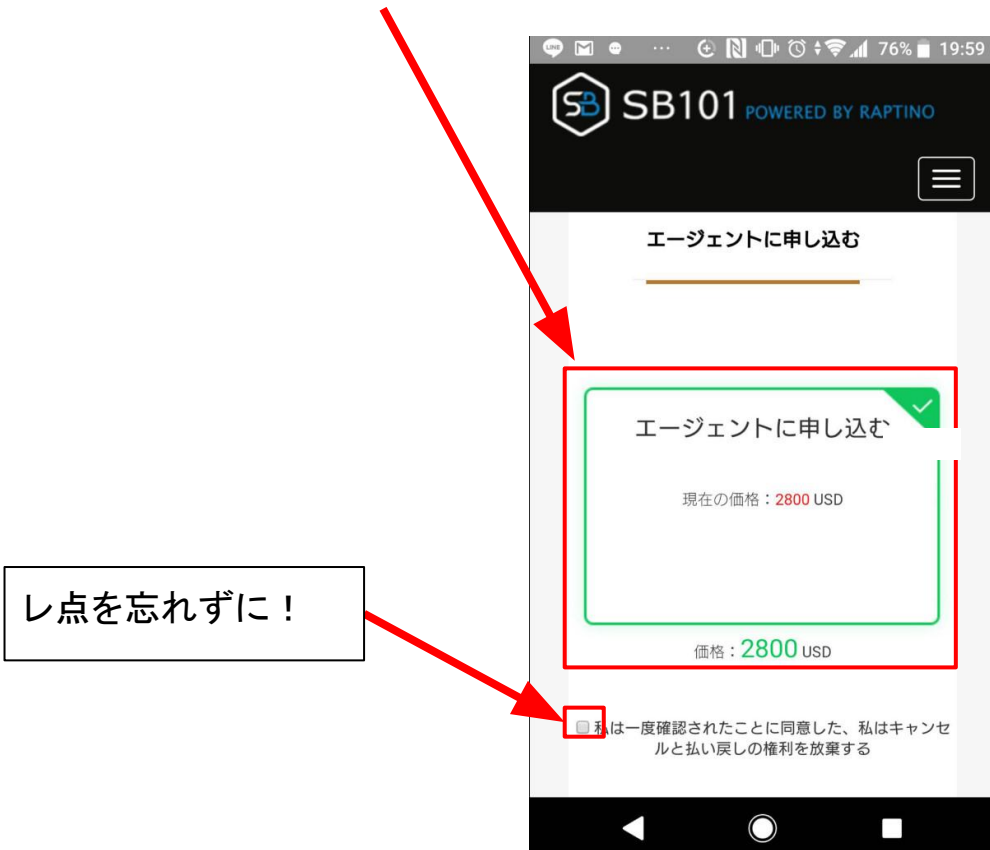 LINE
76% 19:59
SB SB101 POWERED BY RAPTINO
エージェントに申し込む
エージェントに申し込む
現在の価格：2800 USD
レ点を忘れずに！
価格：2800 USD
私は一度確認されたことに同意した、私はキャンセ
ルと払い戻しの権利を放棄する